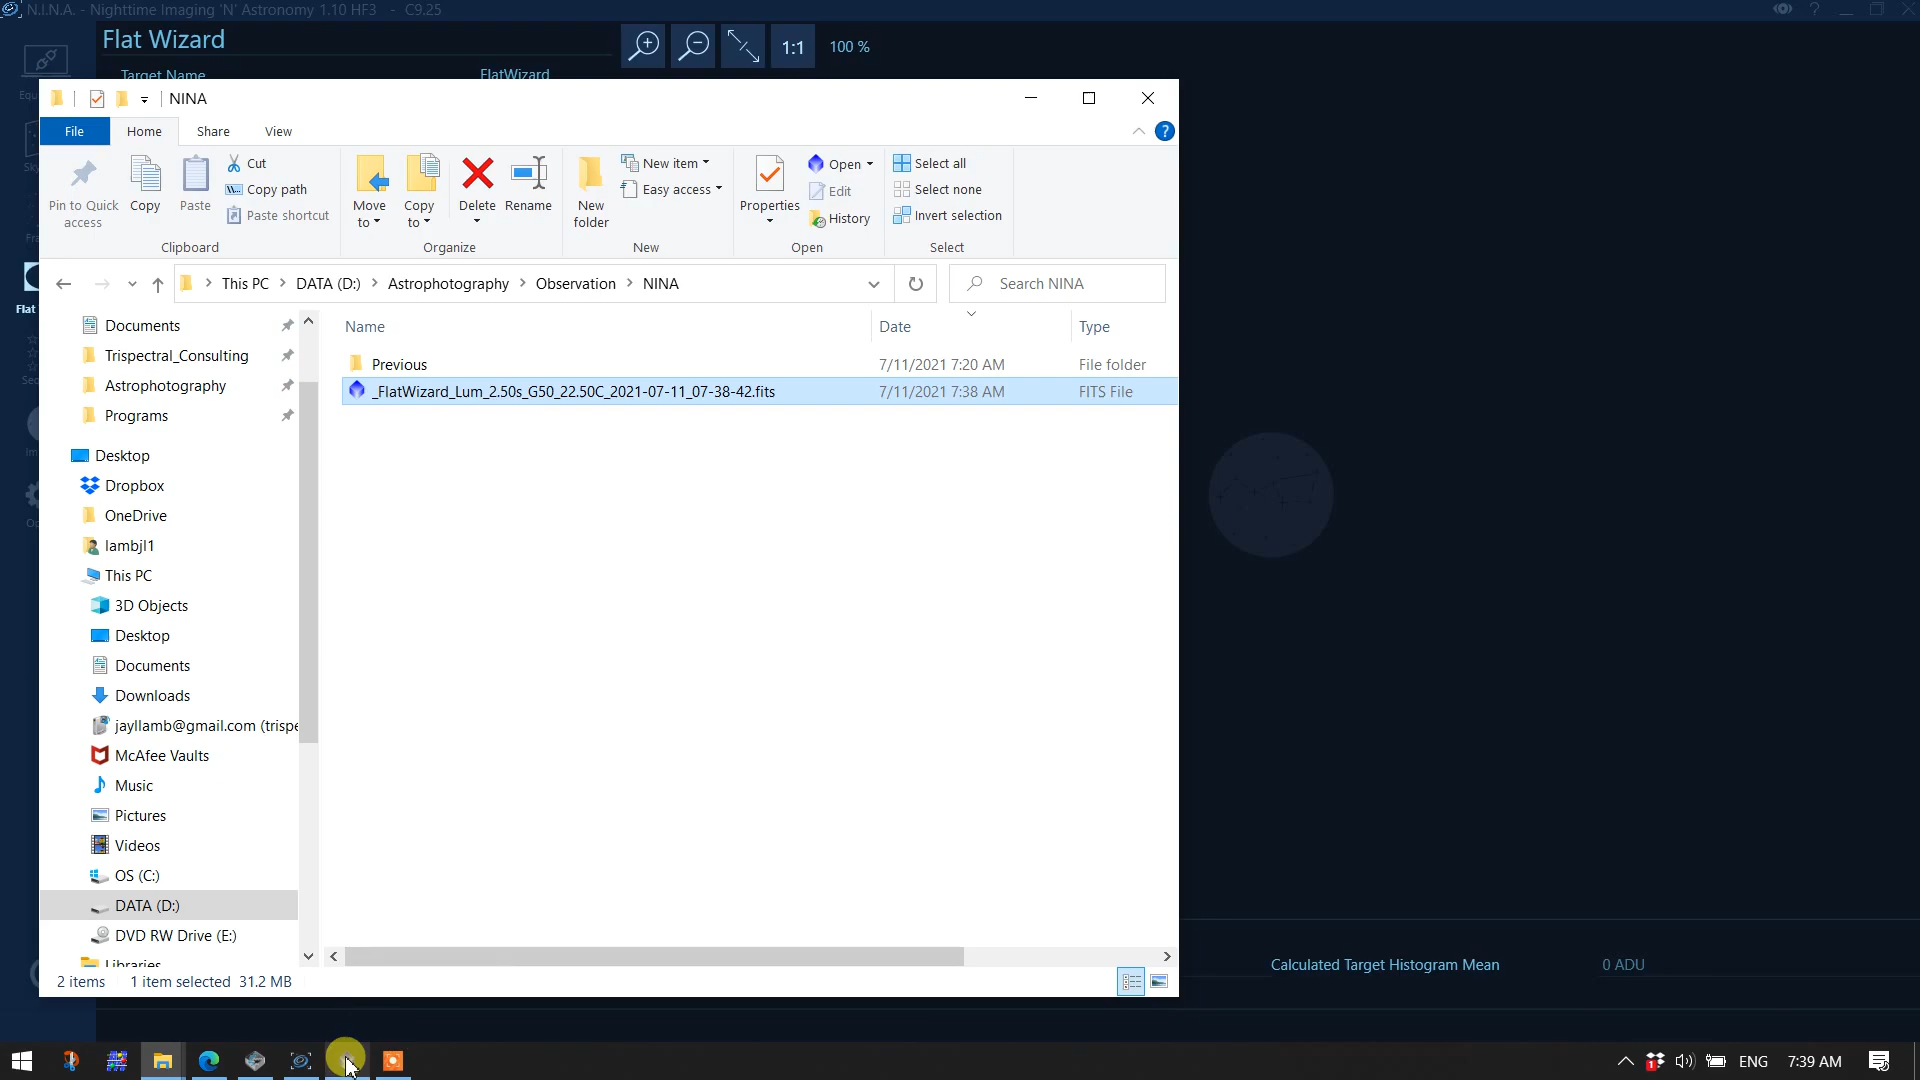 N.I.N.A. - Nighttime Imaging 'N' Astronomy 1.10 HF3 - C9.25
Flat Wizard
1:1
100 %
Target Name
FlatWizard
NINA
File
Home
Share
View
Pin to Quick access
Copy
Paste
Cut
Copy path
Paste shortcut
Clipboard
Move to
Copy to
Delete
Rename
Organize
New folder
New item
Easy access
New
Properties
Open
Edit
History
Open
Select all
Select none
Invert selection
Select
This PC > DATA (D:) > Astrophotography > Observation > NINA
Search NINA
Name
Date
Type
Previous
7/11/2021 7:20 AM
File folder
_FlatWizard_Lum_2.50s_G50_22.50C_2021-07-11_07-38-42.fits
7/11/2021 7:38 AM
FITS File
Documents
Trispectral_Consulting
Astrophotography
Programs
Desktop
Dropbox
OneDrive
lambjl1
This PC
3D Objects
Desktop
Documents
Downloads
jayllamb@gmail.com (trispe
McAfee Vaults
Music
Pictures
Videos
OS (C:)
DATA (D:)
DVD RW Drive (E:)
Libraries
2 items
1 item selected 31.2 MB
Flat
Calculated Target Histogram Mean
0 ADU
ENG
7:39 AM